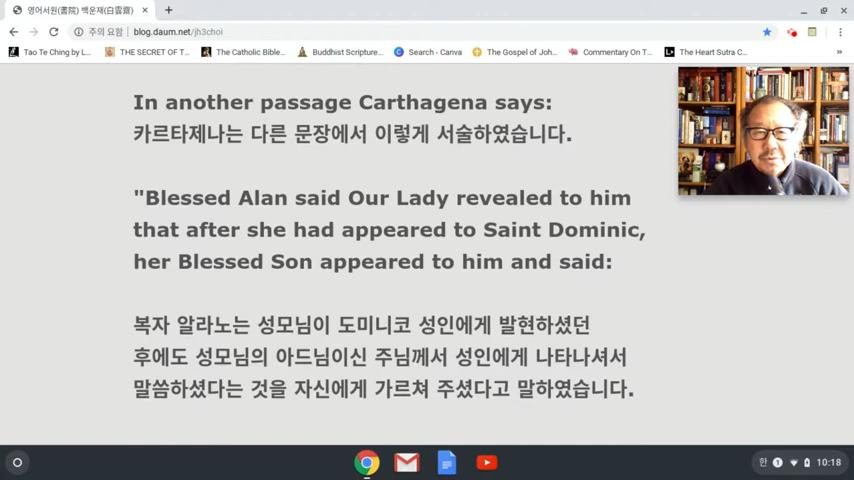 영어서원(書院) 백운재(白雲齋)
주의 요함
blog.daum.net/jh3choi
Tao Te Ching by L...
THE SECRET OF T...
The Catholic Bible...
Buddhist Scripture...
Search - Canva
The Gospel of Joh...
Commentary On T...
The Heart Sutra C...
In another passage Carthagena says:
카르타제나는 다른 문장에서 이렇게 서술하였습니다.
"Blessed Alan said Our Lady revealed to him
that after she had appeared to Saint Dominic,
her Blessed Son appeared to him and said:
복자 알라노는 성모님이 도미니코 성인에게 발현하셨던
후에도 성모님의 아드님이신 주님께서 성인에게 나타나셔서
말씀하셨다는 것을 자신에게 가르쳐 주셨다고 말하였습니다.
한 1 10:18